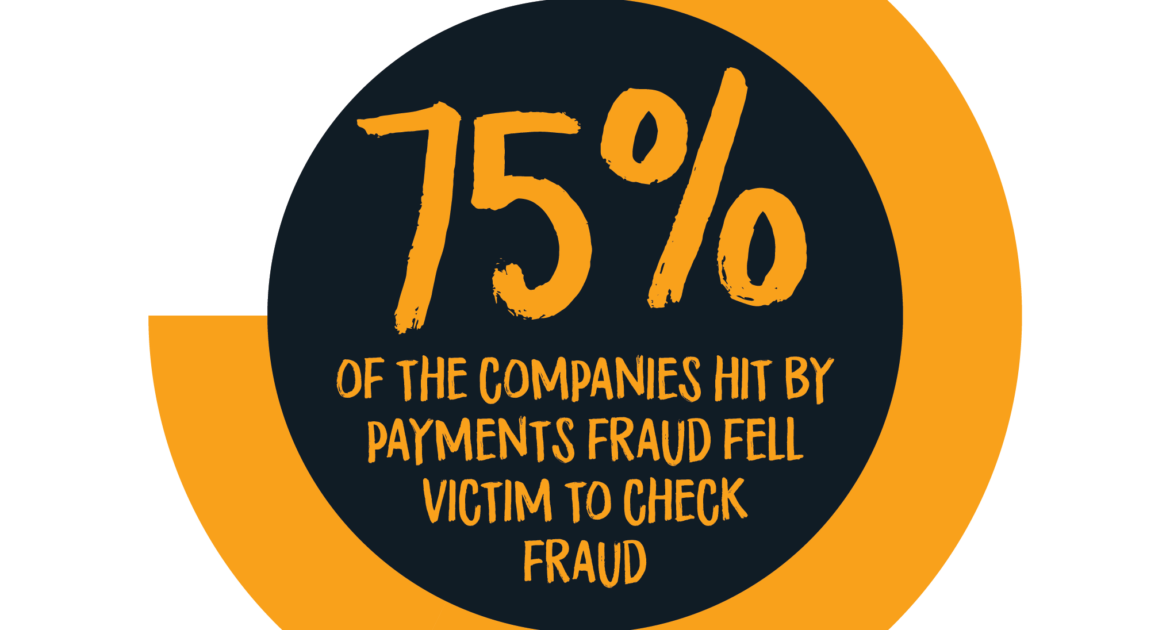 75%
OF THE COMPANIES HIT BY
PAYMENTS FRAUD FELL
VICTIM TO CHECK
FRAUD